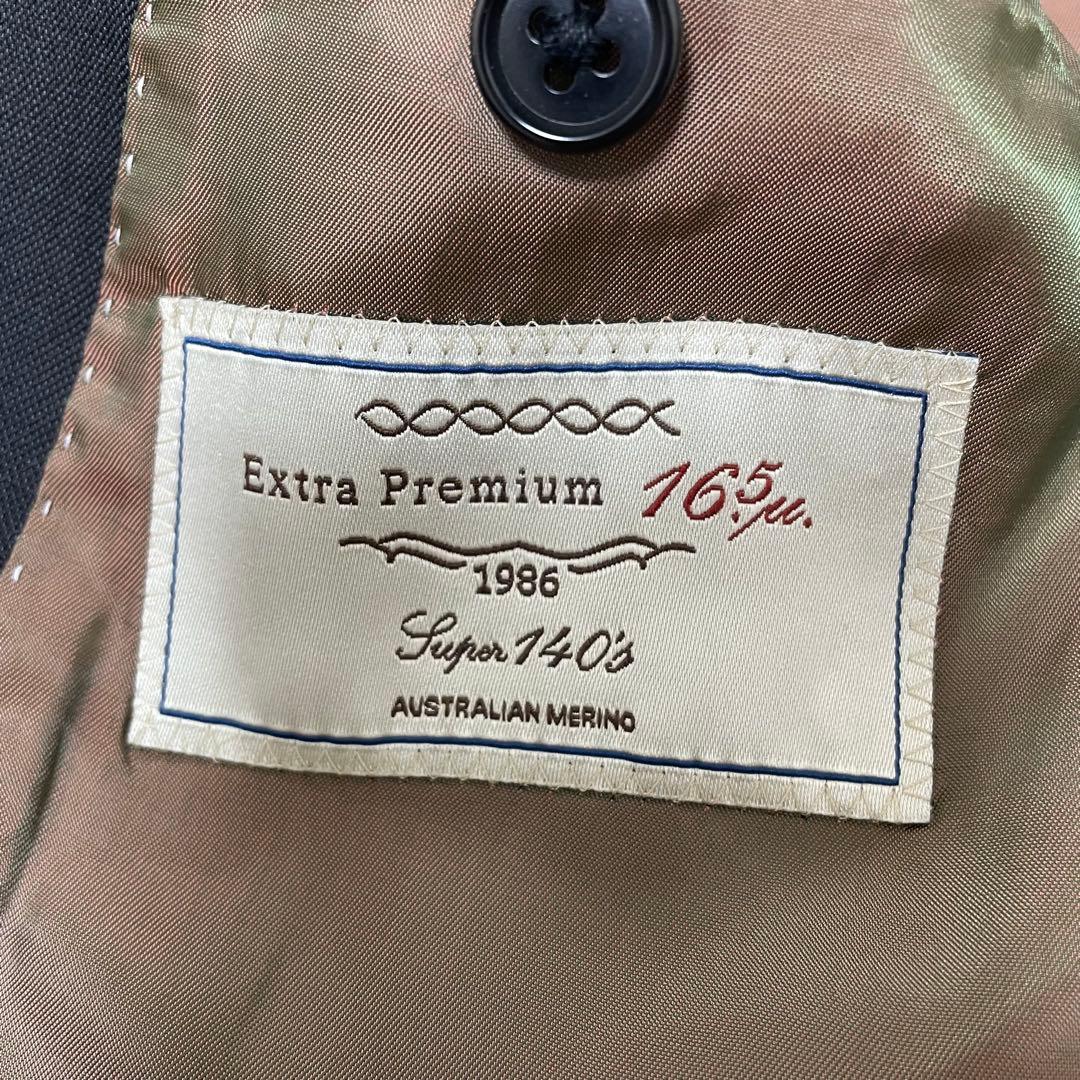 Extra Premium 16.5μ.
1986
Super 140's
AUSTRALIAN MERINO